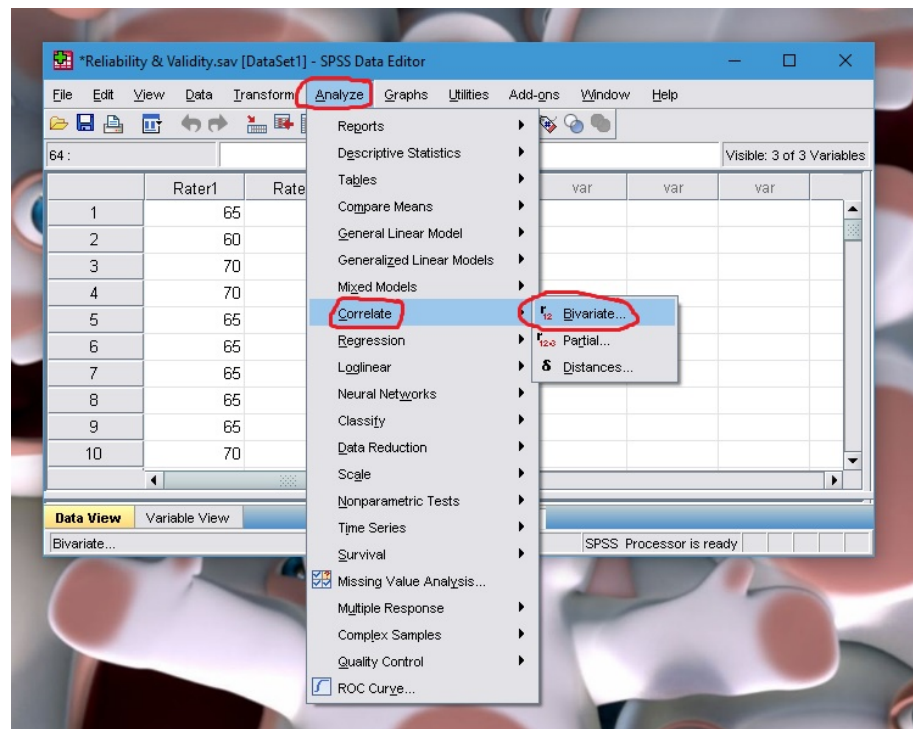 *Reliability & Validity.sav [DataSet1] - SPSS Data Editor
File Edit View Data Transform Analyze Graphs Utilities Add-ons Window Help
64 :
Visible: 3 of 3 Variables
Rater1 Rate var var var
1 65
2 60
3 70
4 70
5 65
6 65
7 65
8 65
9 65
10 70
Reports
Descriptive Statistics
Tables
Compare Means
General Linear Model
Generalized Linear Models
Mixed Models
Correlate
Regression
Loglinear
Neural Networks
Classify
Data Reduction
Scale
Nonparametric Tests
Time Series
Survival
Missing Value Analysis...
Multiple Response
Complex Samples
Quality Control
ROC Curve...
r12 Bivariate...
r12•3 Partial...
δ Distances...
Data View Variable View
Bivariate... SPSS Processor is ready